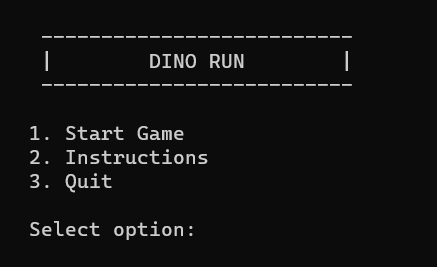 --------------------------
|        DINO RUN        |
--------------------------
1. Start Game
2. Instructions
3. Quit
Select option: